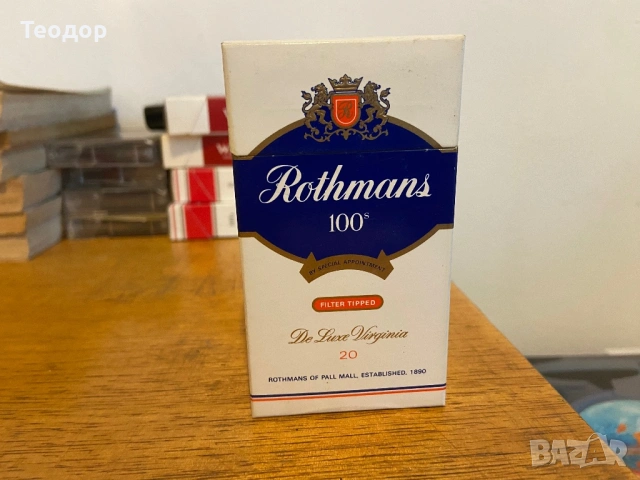 Теодор
Rothmans
100s
BY SPECIAL APPOINTMENT
FILTER TIPPED
De Luxe Virginia
20
ROTHMANS OF PALL MALL, ESTABLISHED, 1890
BAZAR